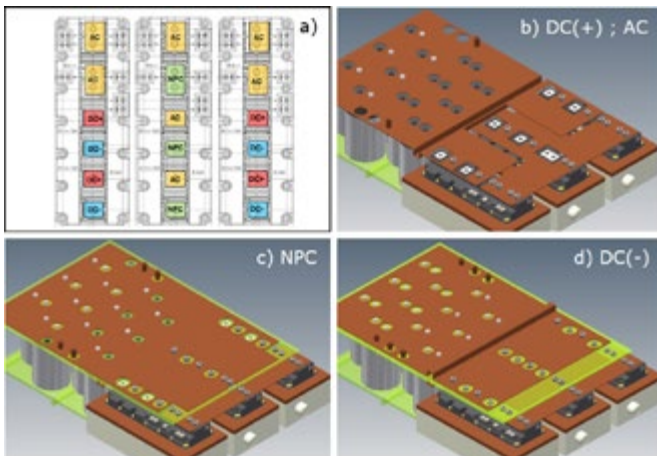 a)
AC AC AC
AC NPC AC
DC+ AC DC+
DC- NPC DC-
DC+ AC DC+
DC- NPC DC-
b) DC(+) ; AC
c) NPC
d) DC(-)